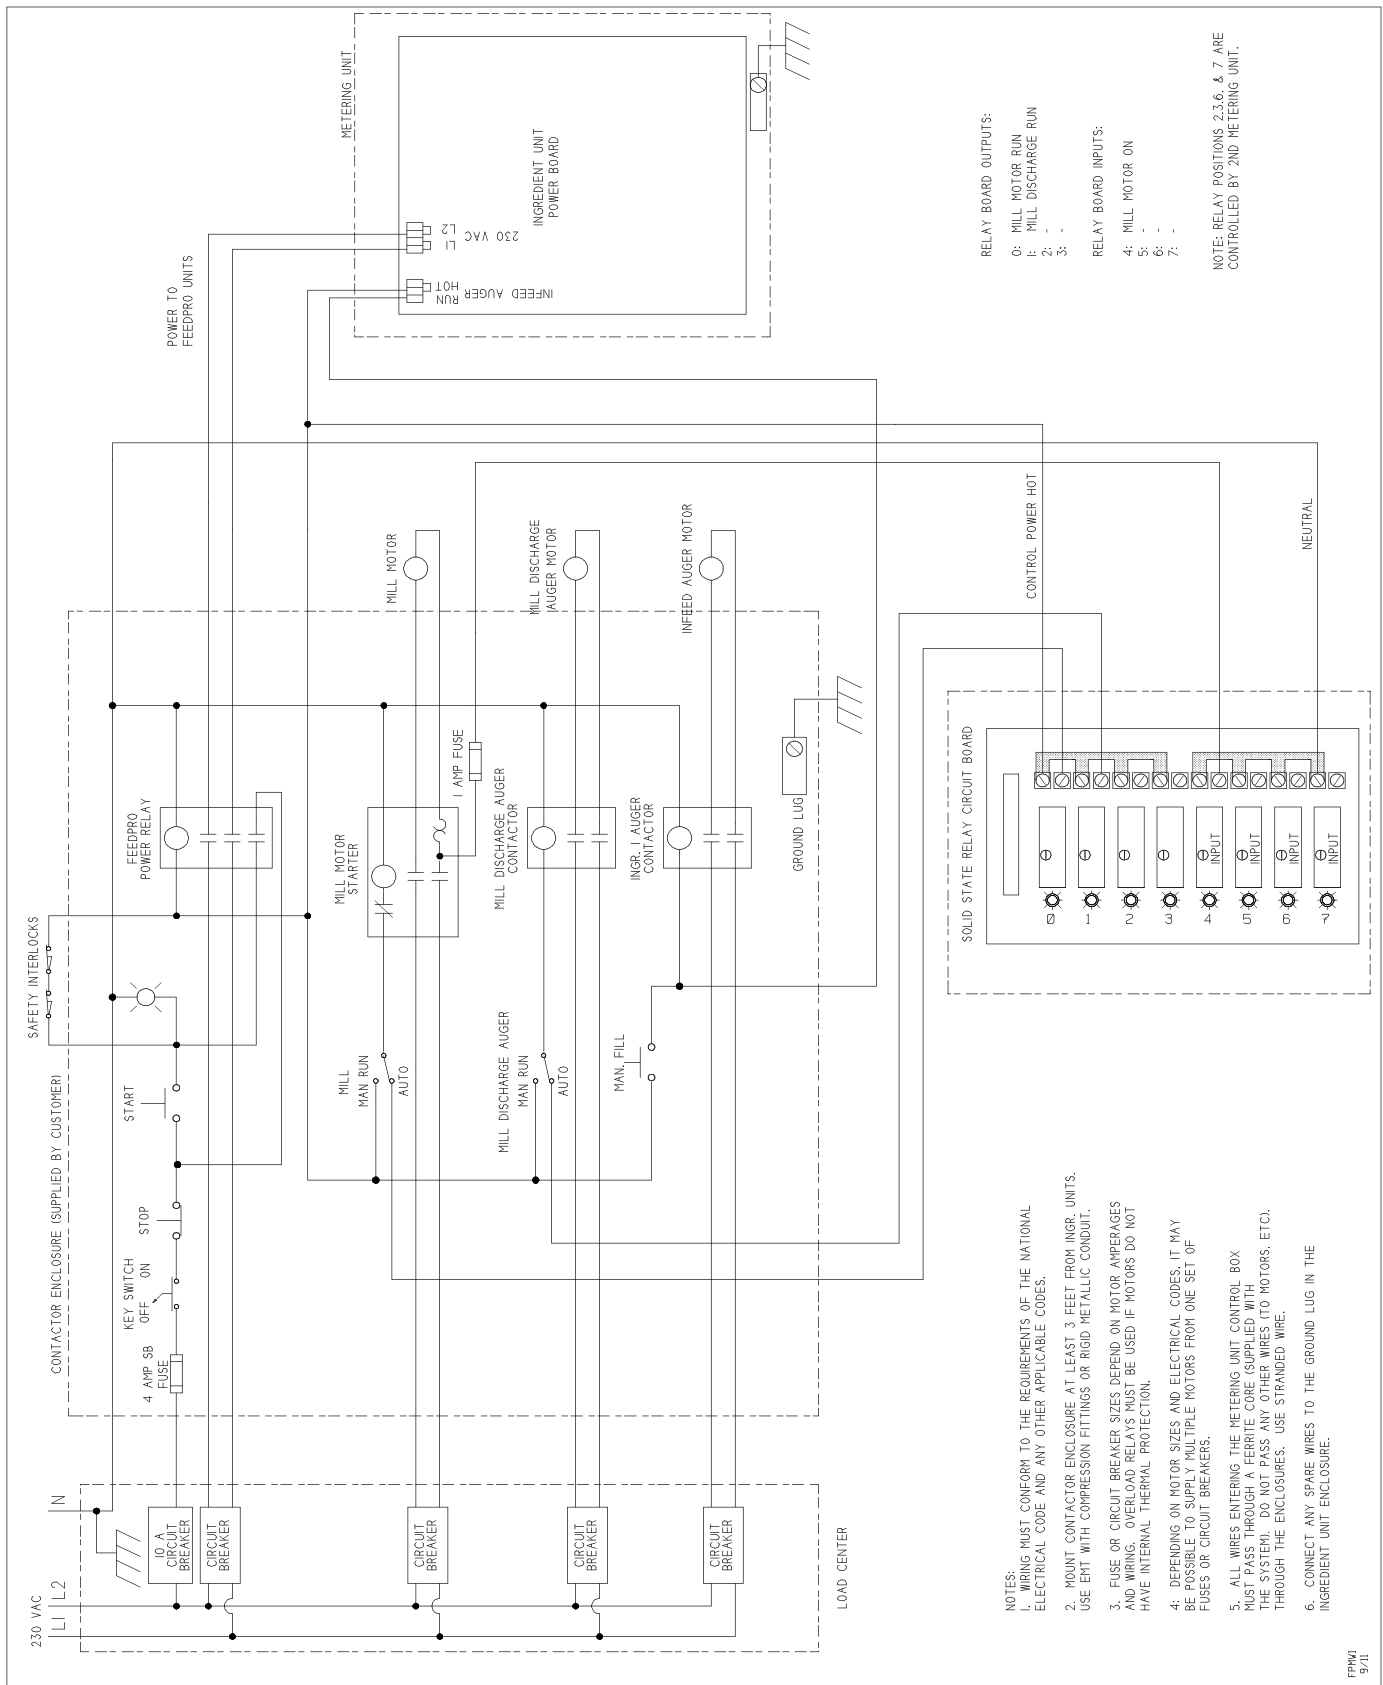 METERING UNIT
INGREDIENT UNIT
POWER BOARD
L2
L1
230 VAC
HOT
RUN
INFEED AUGER
POWER TO
FEEDPRO UNITS
RELAY BOARD OUTPUTS:
0: MILL MOTOR RUN
1: MILL DISCHARGE RUN
2: -
3: -
RELAY BOARD INPUTS:
4: MILL MOTOR ON
5: -
6: -
7: -
NOTE: RELAY POSITIONS 2,3,6, & 7 ARE
CONTROLLED BY 2ND METERING UNIT.
MILL MOTOR
MILL DISCHARGE
AUGER MOTOR
INFEED AUGER MOTOR
CONTROL POWER HOT
NEUTRAL
SAFETY INTERLOCKS
FEEDPRO
POWER RELAY
MILL MOTOR
STARTER
1 AMP FUSE
MILL DISCHARGE AUGER
CONTACTOR
INGR. 1 AUGER
CONTACTOR
GROUND LUG
SOLID STATE RELAY CIRCUIT BOARD
INPUT
INPUT
INPUT
INPUT
0
1
2
3
4
5
6
7
CONTACTOR ENCLOSURE (SUPPLIED BY CUSTOMER)
START
STOP
KEY SWITCH
OFF ON
4 AMP SB
FUSE
MILL
MAN RUN
AUTO
MILL DISCHARGE AUGER
MAN RUN
AUTO
MAN. FILL
230 VAC
L1
L2
N
10 A
CIRCUIT
BREAKER
CIRCUIT
BREAKER
CIRCUIT
BREAKER
CIRCUIT
BREAKER
CIRCUIT
BREAKER
LOAD CENTER
NOTES:
1. WIRING MUST CONFORM TO THE REQUIREMENTS OF THE NATIONAL
ELECTRICAL CODE AND ANY OTHER APPLICABLE CODES.
2. MOUNT CONTACTOR ENCLOSURE AT LEAST 3 FEET FROM INGR. UNITS.
USE EMT WITH COMPRESSION FITTINGS OR RIGID METALLIC CONDUIT.
3. FUSE OR CIRCUIT BREAKER SIZES DEPEND ON MOTOR AMPERAGES
AND WIRING. OVERLOAD RELAYS MUST BE USED IF MOTORS DO NOT
HAVE INTERNAL THERMAL PROTECTION.
4: DEPENDING ON MOTOR SIZES AND ELECTRICAL CODES, IT MAY
BE POSSIBLE TO SUPPLY MULTIPLE MOTORS FROM ONE SET OF
FUSES OR CIRCUIT BREAKERS.
5. ALL WIRES ENTERING THE METERING UNIT CONTROL BOX
MUST PASS THROUGH A FERRITE CORE (SUPPLIED WITH
THE SYSTEM). DO NOT PASS ANY OTHER WIRES (TO MOTORS, ETC).
THROUGH THE ENCLOSURES. USE STRANDED WIRE.
6. CONNECT ANY SPARE WIRES TO THE GROUND LUG IN THE
INGREDIENT UNIT ENCLOSURE.
FPMW1
9/11